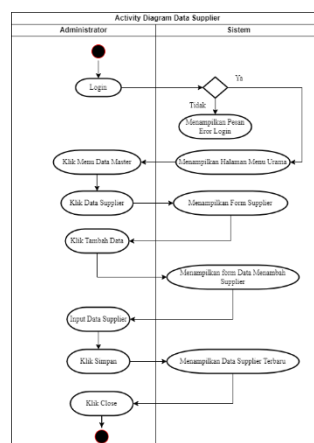 Activity Diagram Data Supplier
Administrator
Sistem
Login
Ya
Tidak
Menampilkan Pesan
Eror Login
Klik Menu Data Master
Menampilkan Halaman Menu Urama
Klik Data Supplier
Menampilkan Form Supplier
Klik Tambah Data
Menampilkan form Data Menambah
Supplier
Input Data Supplier
Klik Simpan
Menampilkan Data Supplier Terbaru
Klik Close